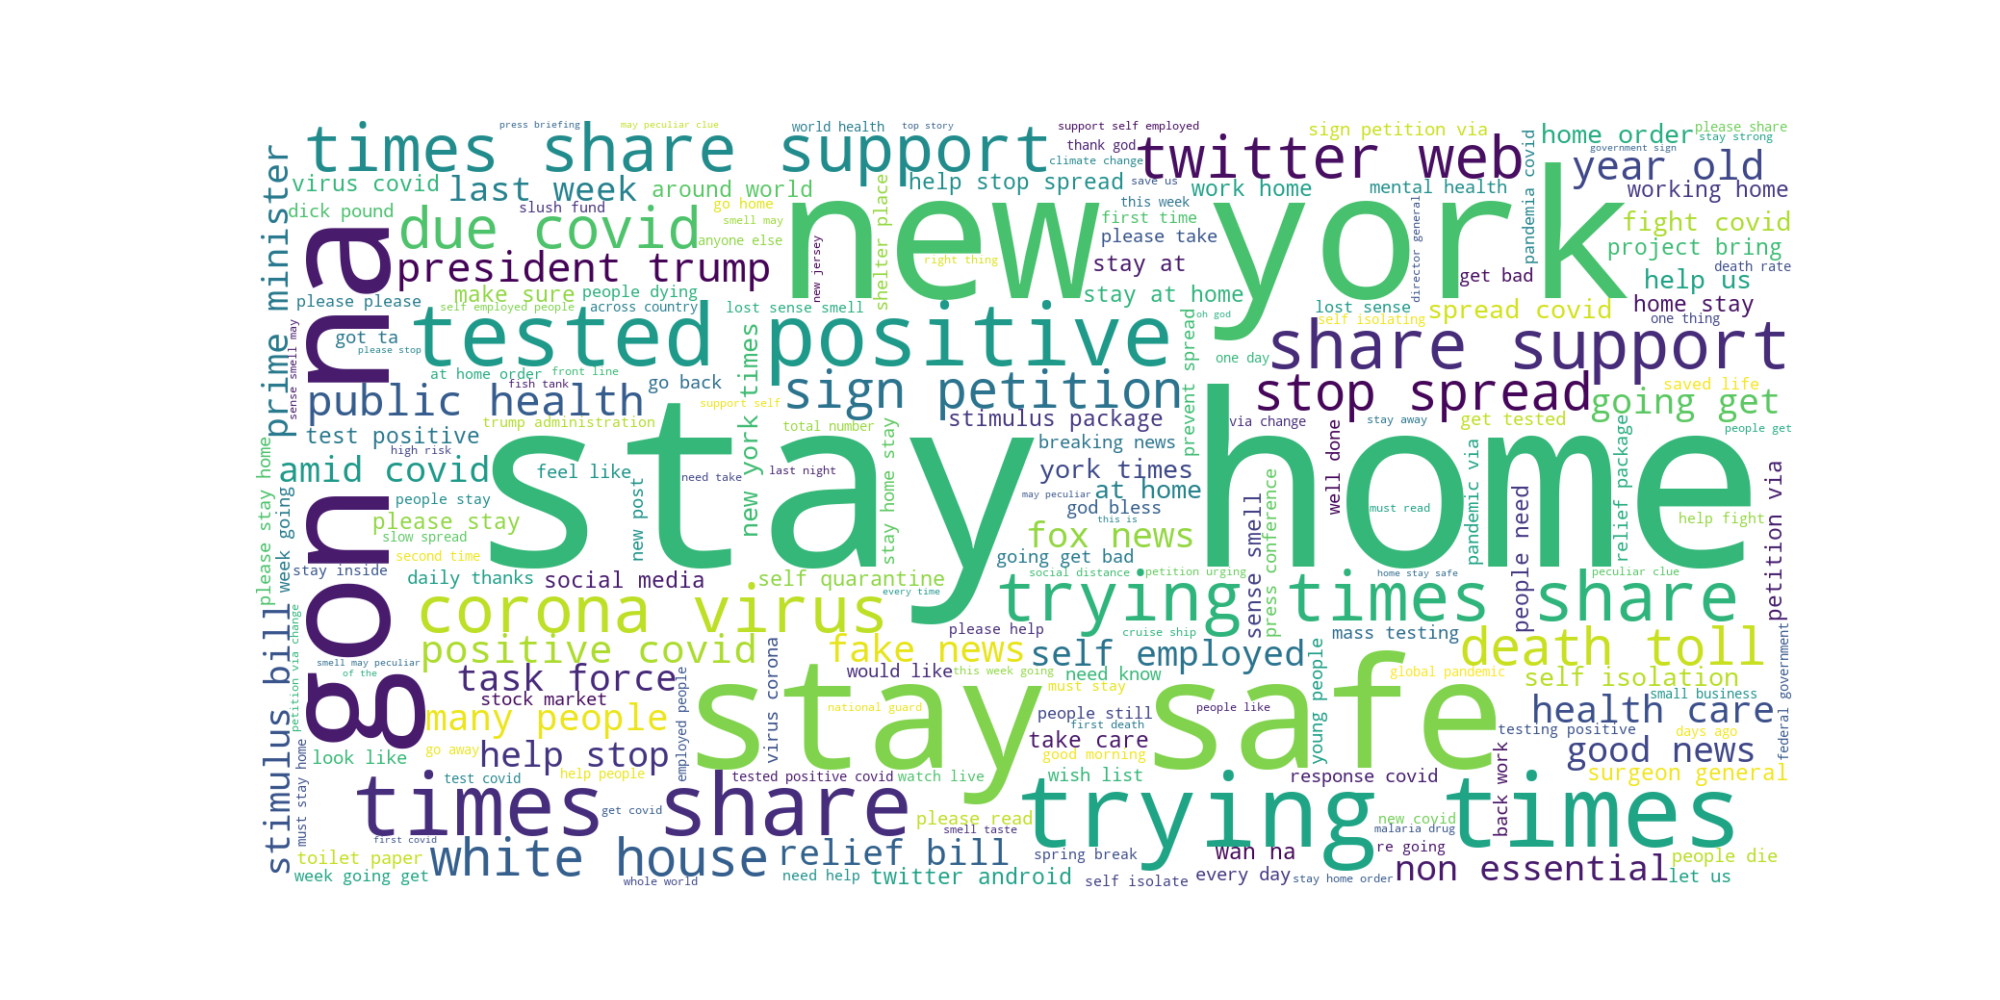 press briefing
may peculiar clue
world health
top story
support self employed
sign petition via
please share
times share support
thank god
twitter web
pandemia covid
home order
stay strong
government sign
climate change
year old
prime minister
virus covid
last week
around world
help stop spread
save us
work home
mental health
working home
dick pound
slush fund
go home
smell may
shelter place
new york
this week
first time
director general
fight covid
due covid
anyone else
please take
project bring
president trump
new jersey
right thing
stay at
get bad
death rate
help us
please please
make sure
people dying
self employed people
across country
lost sense smell
stay at home
lost sense
spread covid
home stay
gon na
oh god
self isolating
one thing
sense smell may
got ta
please stop
tested positive
prevent spread
one day
share support
at home order
front line
fish tank
go back
new york times
sign petition
stop spread
saved life
going get
public health
support self
stimulus package
via change
stay away
get tested
relief package
people get
test positive
trump administration
total number
breaking news
high risk
please stay home
amid covid
feel like
need take
last night
stay home stay
york times
well done
pandemic via
petition via
stay home
week going
people stay
new post
may peculiar
at home
god bless
must read
people need
help fight
please stay
slow spread
this is
fox news
sense smell
press conference
second time
going get bad
stay inside
daily thanks
social media
self quarantine
social distance
petition urging
home stay safe
peculiar clue
every time
trying times share
stimulus bill
petition via change
corona virus
please help
cruise ship
mass testing
federal government
positive covid
virus corona
fake news
self employed
young people
death toll
smell may peculiar
of the
task force
employed people
would like
this week going
need know
global pandemic
self isolation
stock market
must stay
small business
many people
national guard
people still
people like
health care
first death
stay safe
testing positive
days ago
take care
go away
help stop
good morning
back work
good news
look like
must stay home
test covid
help people
tested positive covid
watch live
wish list
response covid
surgeon general
times share
get covid
please read
smell taste
trying times
new covid
malaria drug
first covid
re going
toilet paper
white house
relief bill
spring break
wan na
people die
week going get
whole world
need help
twitter android
self isolate
every day
stay home order
non essential
let us